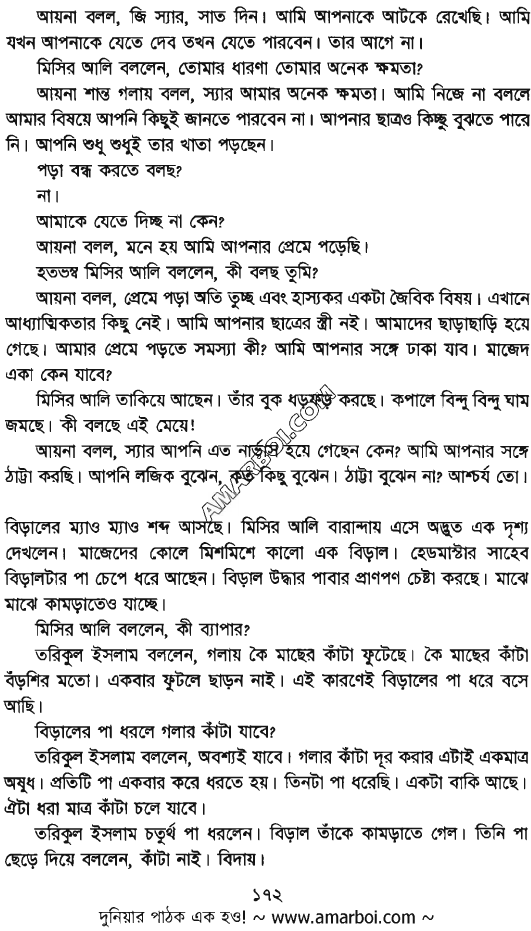 আয়না বলল, জি স্যার, সাত দিন। আমি আপনাকে আটকে রেখেছি। আমি
যখন আপনাকে যেতে দেব তখন যেতে পারবেন। তার আগে না।
মিসির আলি বললেন, তোমার ধারণা তোমার অনেক ক্ষমতা?
আয়না শান্ত গলায় বলল, স্যার আমার অনেক ক্ষমতা। আমি নিজে না বললে
আমার বিষয়ে আপনি কিছুই জানতে পারবেন না। আপনার ছাত্রও কিচ্ছু বুঝতে পারে
নি। আপনি শুধু শুধুই তার খাতা পড়ছেন।
পড়া বন্ধ করতে বলছ?
না।
আমাকে যেতে দিচ্ছ না কেন?
আয়না বলল, মনে হয় আমি আপনার প্রেমে পড়েছি।
হতভম্ব মিসির আলি বললেন, কী বলছ তুমি?
আয়না বলল, প্রেমে পড়া অতি তুচ্ছ এবং হাস্যকর একটা জৈবিক বিষয়। এখানে
আধ্যাত্মিকতার কিছু নেই। আমি আপনার ছাত্রের স্ত্রী নই। আমাদের ছাড়াছাড়ি হয়ে
গেছে। আমার প্রেমে পড়তে সমস্যা কী? আমি আপনার সঙ্গে ঢাকা যাব। মাজেদ
একা কেন যাবে?
মিসির আলি তাকিয়ে আছেন। তাঁর বুক ধড়ফড় করছে। কপালে বিন্দু বিন্দু ঘাম
জমছে। কী বলছে এই মেয়ে!
আয়না বলল, স্যার আপনি এত নার্ভাস হয়ে গেছেন কেন? আমি আপনার সঙ্গে
ঠাট্টা করছি। আপনি লজিক বুঝেন, কত কিছু বুঝেন। ঠাট্টা বুঝেন না? আশ্চর্য তো।
বিড়ালের ম্যাও ম্যাও শব্দ আসছে। মিসির আলি বারান্দায় এসে অদ্ভুত এক দৃশ্য
দেখলেন। মাজেদের কোলে মিশমিশে কালো এক বিড়াল। হেডমাস্টার সাহেব
বিড়ালটার পা চেপে ধরে আছেন। বিড়াল উদ্ধার পাবার প্রাণপণ চেষ্টা করছে। মাঝে
মাঝে কামড়াতেও যাচ্ছে।
মিসির আলি বললেন, কী ব্যাপার?
তরিকুল ইসলাম বললেন, গলায় কৈ মাছের কাঁটা ফুটেছে। কৈ মাছের কাঁটা
বঁড়শির মতো। একবার ফুটলে ছাড়ন নাই। এই কারণেই বিড়ালের পা ধরে বসে
আছি।
বিড়ালের পা ধরলে গলার কাঁটা যাবে?
তরিকুল ইসলাম বললেন, অবশ্যই যাবে। গলার কাঁটা দূর করার এটাই একমাত্র
অষুধ। প্রতিটি পা একবার করে ধরতে হয়। তিনটা পা ধরেছি। একটা বাকি আছে।
ঐটা ধরা মাত্র কাঁটা চলে যাবে।
তরিকুল ইসলাম চতুর্থ পা ধরলেন। বিড়াল তাঁকে কামড়াতে গেল। তিনি পা
ছেড়ে দিয়ে বললেন, কাঁটা নাই। বিদায়।
১৭২
দুনিয়ার পাঠক এক হও! ~ www.amarboi.com ~
AMARBOI.COM